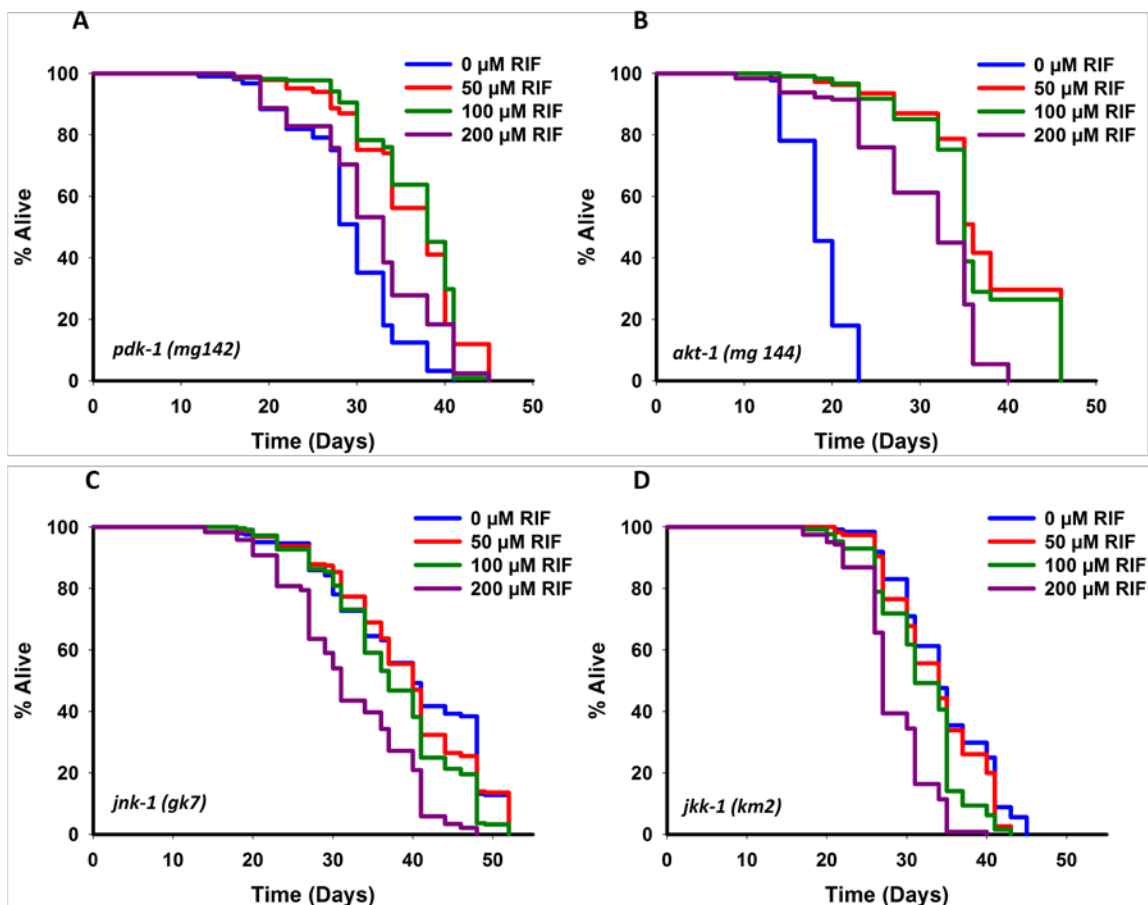 A
B
100
80
60
40
20
0
% Alive
0 µM RIF
50 µM RIF
100 µM RIF
200 µM RIF
pdk-1 (mg142)
0 10 20 30 40 50
Time (Days)
100
80
60
40
20
0
% Alive
0 µM RIF
50 µM RIF
100 µM RIF
200 µM RIF
akt-1 (mg 144)
0 10 20 30 40 50
Time (Days)
C
D
100
80
60
40
20
0
% Alive
0 µM RIF
50 µM RIF
100 µM RIF
200 µM RIF
jnk-1 (gk7)
0 10 20 30 40 50
Time (Days)
100
80
60
40
20
0
% Alive
0 µM RIF
50 µM RIF
100 µM RIF
200 µM RIF
jkk-1 (km2)
0 10 20 30 40 50
Time (Days)